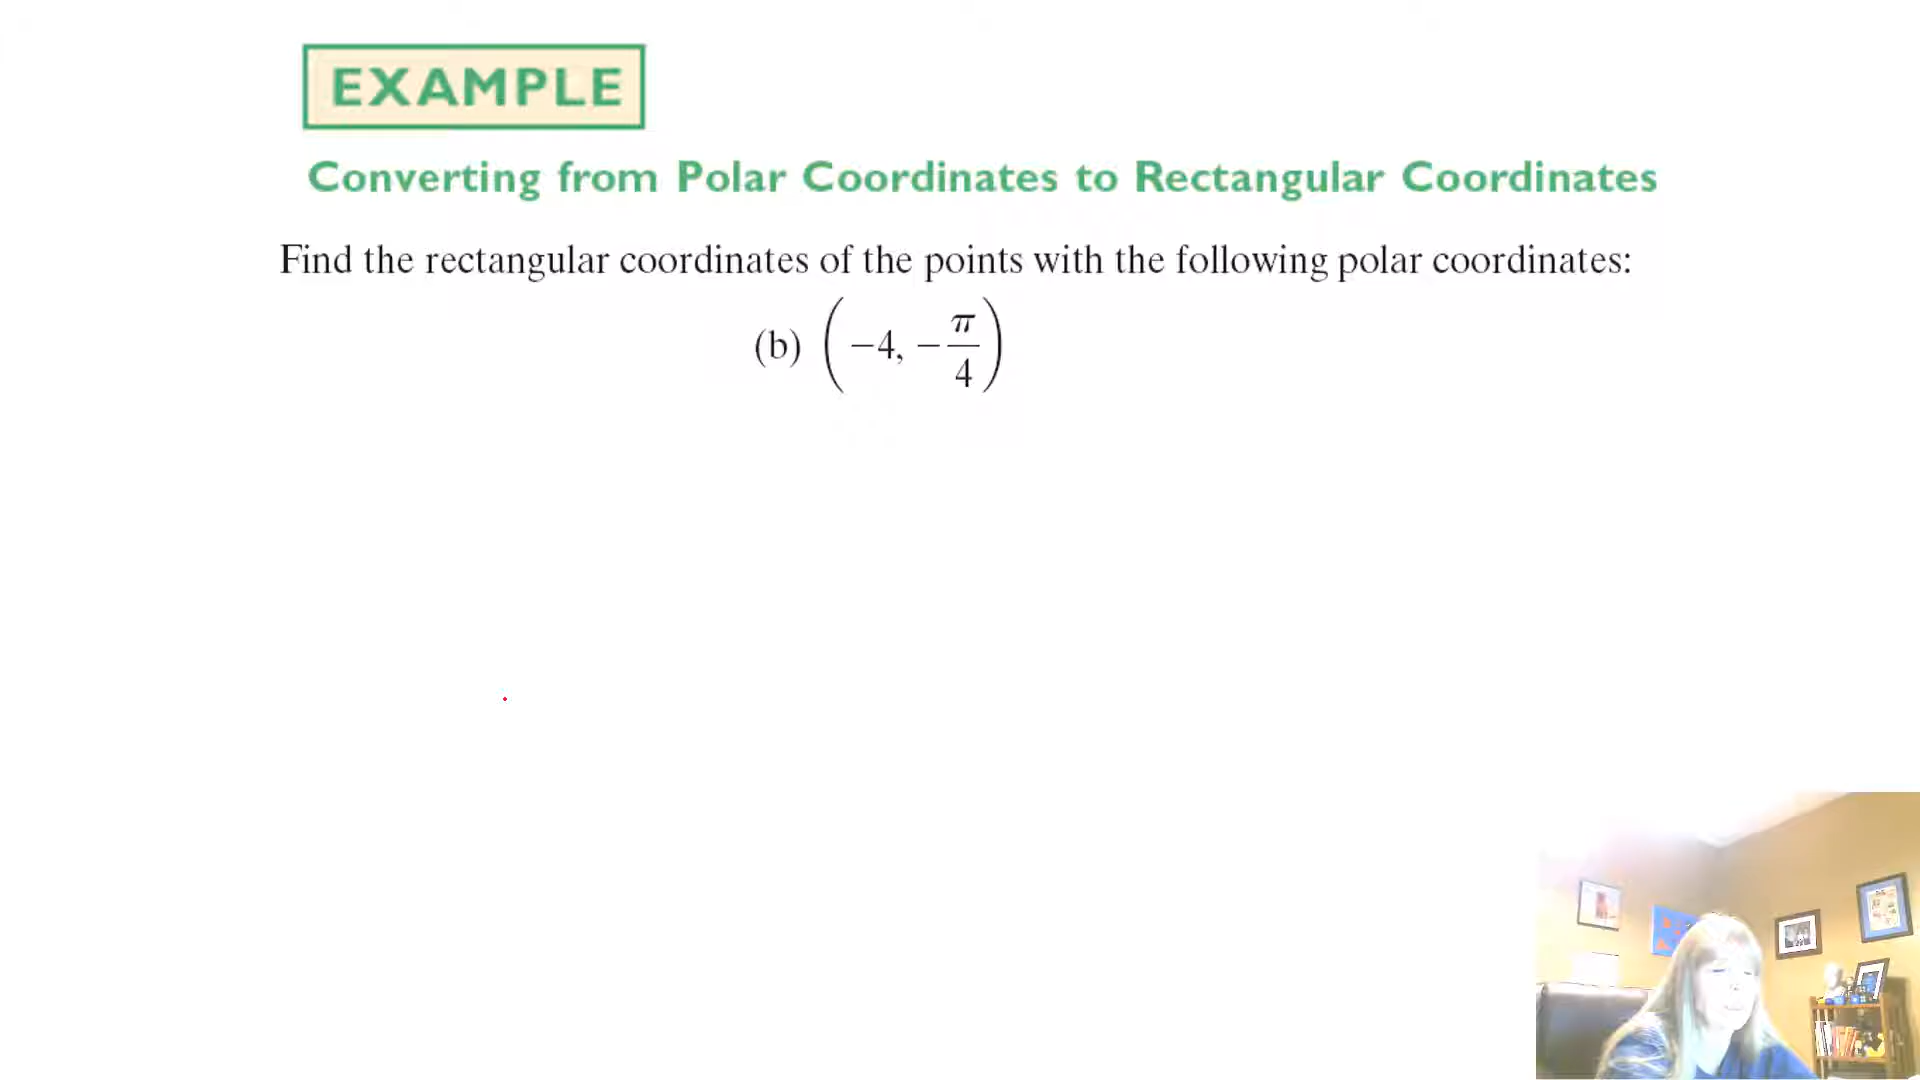 EXAMPLE
Converting from Polar Coordinates to Rectangular Coordinates
Find the rectangular coordinates of the points with the following polar coordinates:
(b) (−4, −π/4)